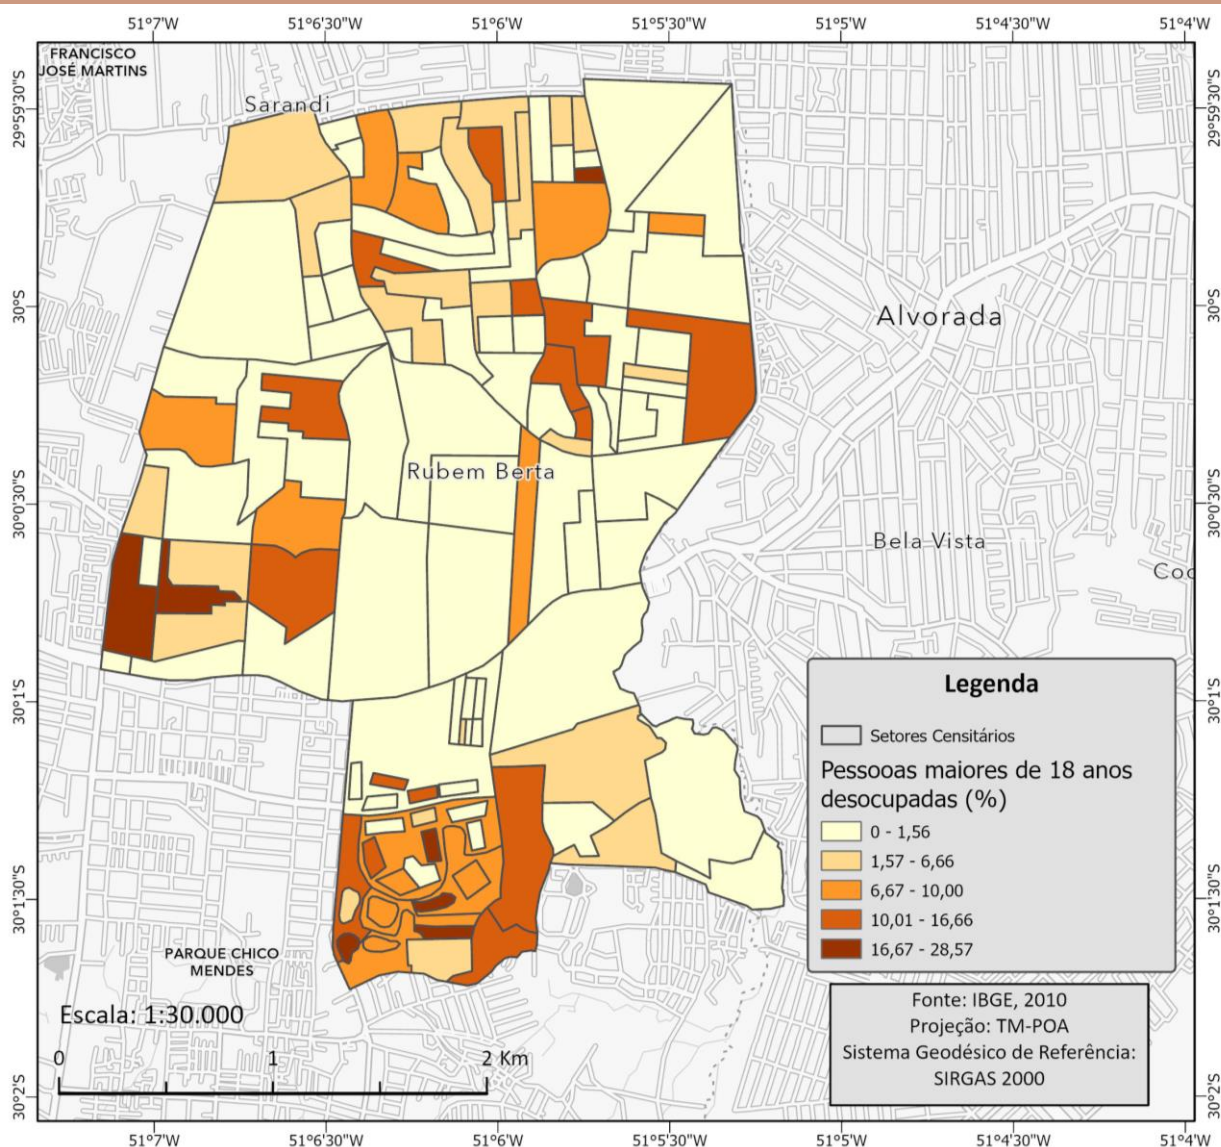 51°7'W 51°6'30"W 51°6'W 51°5'30"W 51°5'W 51°4'30"W 51°4'W
FRANCISCO
JOSÉ MARTINS
Sarandi
29°59'30"S 29°59'30"S
30°S 30°S
Alvorada
Rubem Berta
30°0'30"S 30°0'30"S
Bela Vista
Coc
30°1'S 30°1'S
Legenda
Setores Censitários
Pessooas maiores de 18 anos
desocupadas (%)
0 - 1,56
1,57 - 6,66
6,67 - 10,00
10,01 - 16,66
16,67 - 28,57
30°1'30"S 30°1'30"S
PARQUE CHICO
MENDES
Escala: 1:30.000
0 1 2 Km
Fonte: IBGE, 2010
Projeção: TM-POA
Sistema Geodésico de Referência:
SIRGAS 2000
30°2'S 30°2'S
51°7'W 51°6'30"W 51°6'W 51°5'30"W 51°5'W 51°4'30"W 51°4'W